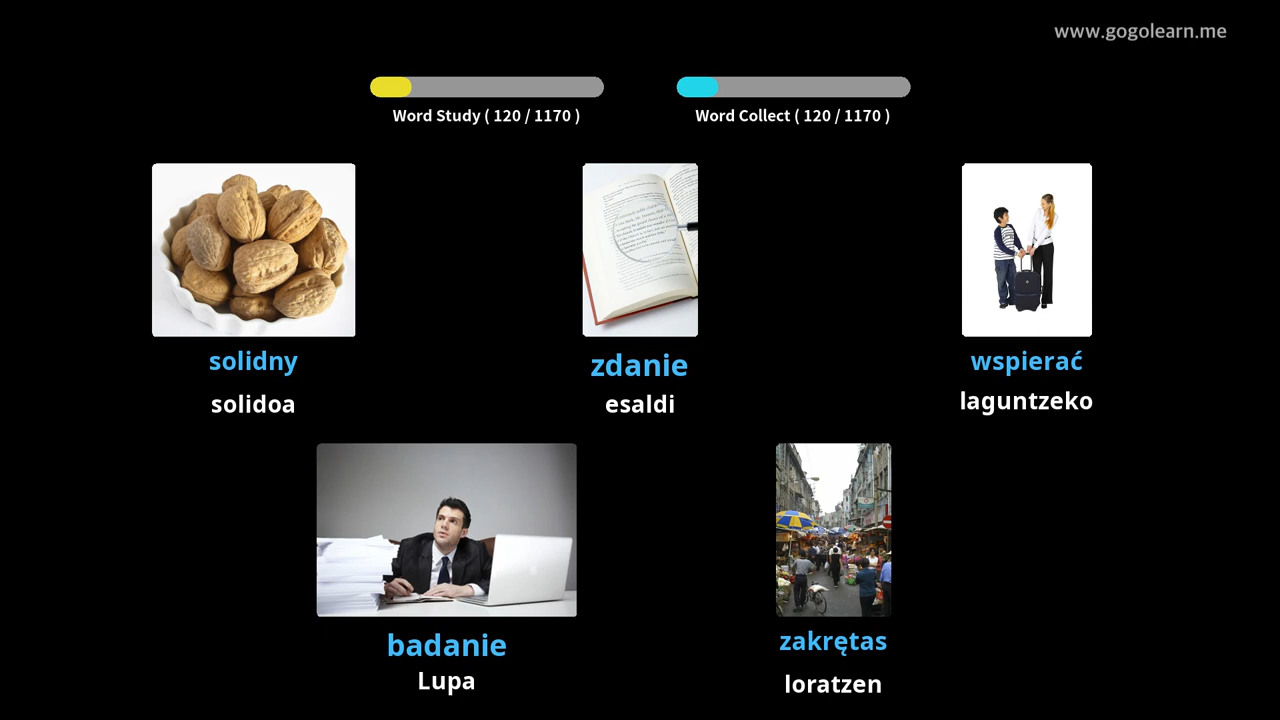 www.gogolearn.me
Word Study ( 120 / 1170 )
Word Collect ( 120 / 1170 )
solidny
zdanie
wspierać
solidoa
esaldi
laguntzeko
badanie
zakrętas
Lupa
loratzen